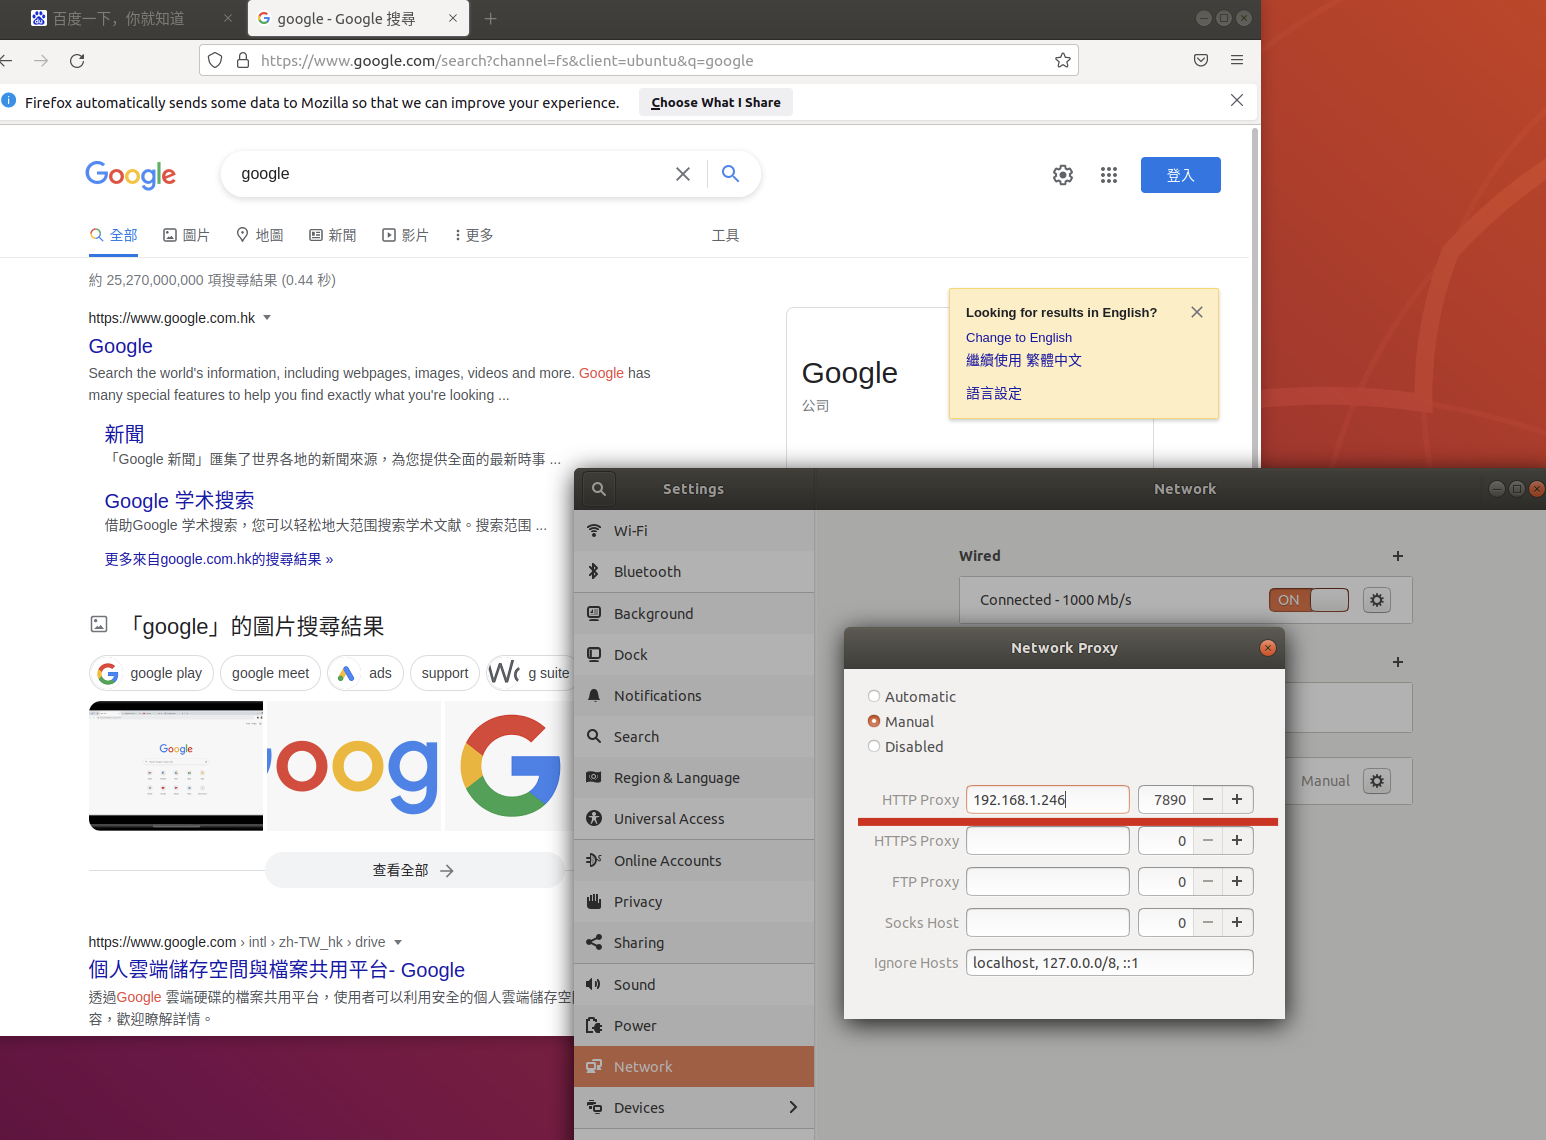 百度一下，你就知道
google - Google 搜尋
https://www.google.com/search?channel=fs&client=ubuntu&q=google
Firefox automatically sends some data to Mozilla so that we can improve your experience.
Choose What I Share
Google
google
登入
全部
圖片
地圖
新聞
影片
更多
工具
約 25,270,000,000 項搜尋結果 (0.44 秒)
https://www.google.com.hk
Google
Search the world's information, including webpages, images, videos and more. Google has
many special features to help you find exactly what you're looking ...
新聞
「Google 新聞」匯集了世界各地的新聞來源，為您提供全面的最新時事 ...
Google 学术搜索
借助Google 学术搜索，您可以轻松地大范围搜索学术文献。搜索范围 ...
更多來自google.com.hk的搜尋結果 »
Google
公司
Looking for results in English?
Change to English
繼續使用 繁體中文
語言設定
「google」的圖片搜尋結果
google play
google meet
ads
support
g suite
Google
oog
G
查看全部
https://www.google.com › intl › zh-TW_hk › drive
個人雲端儲存空間與檔案共用平台- Google
透過Google 雲端硬碟的檔案共用平台，使用者可以利用安全的個人雲端儲存空
容，歡迎瞭解詳情。
Settings
Network
Wi-Fi
Bluetooth
Background
Dock
Notifications
Search
Region & Language
Universal Access
Online Accounts
Privacy
Sharing
Sound
Power
Network
Devices
Wired
Connected - 1000 Mb/s
ON
Manual
Network Proxy
Automatic
Manual
Disabled
HTTP Proxy 192.168.1.246 7890
HTTPS Proxy 0
FTP Proxy 0
Socks Host 0
Ignore Hosts localhost, 127.0.0.0/8, ::1